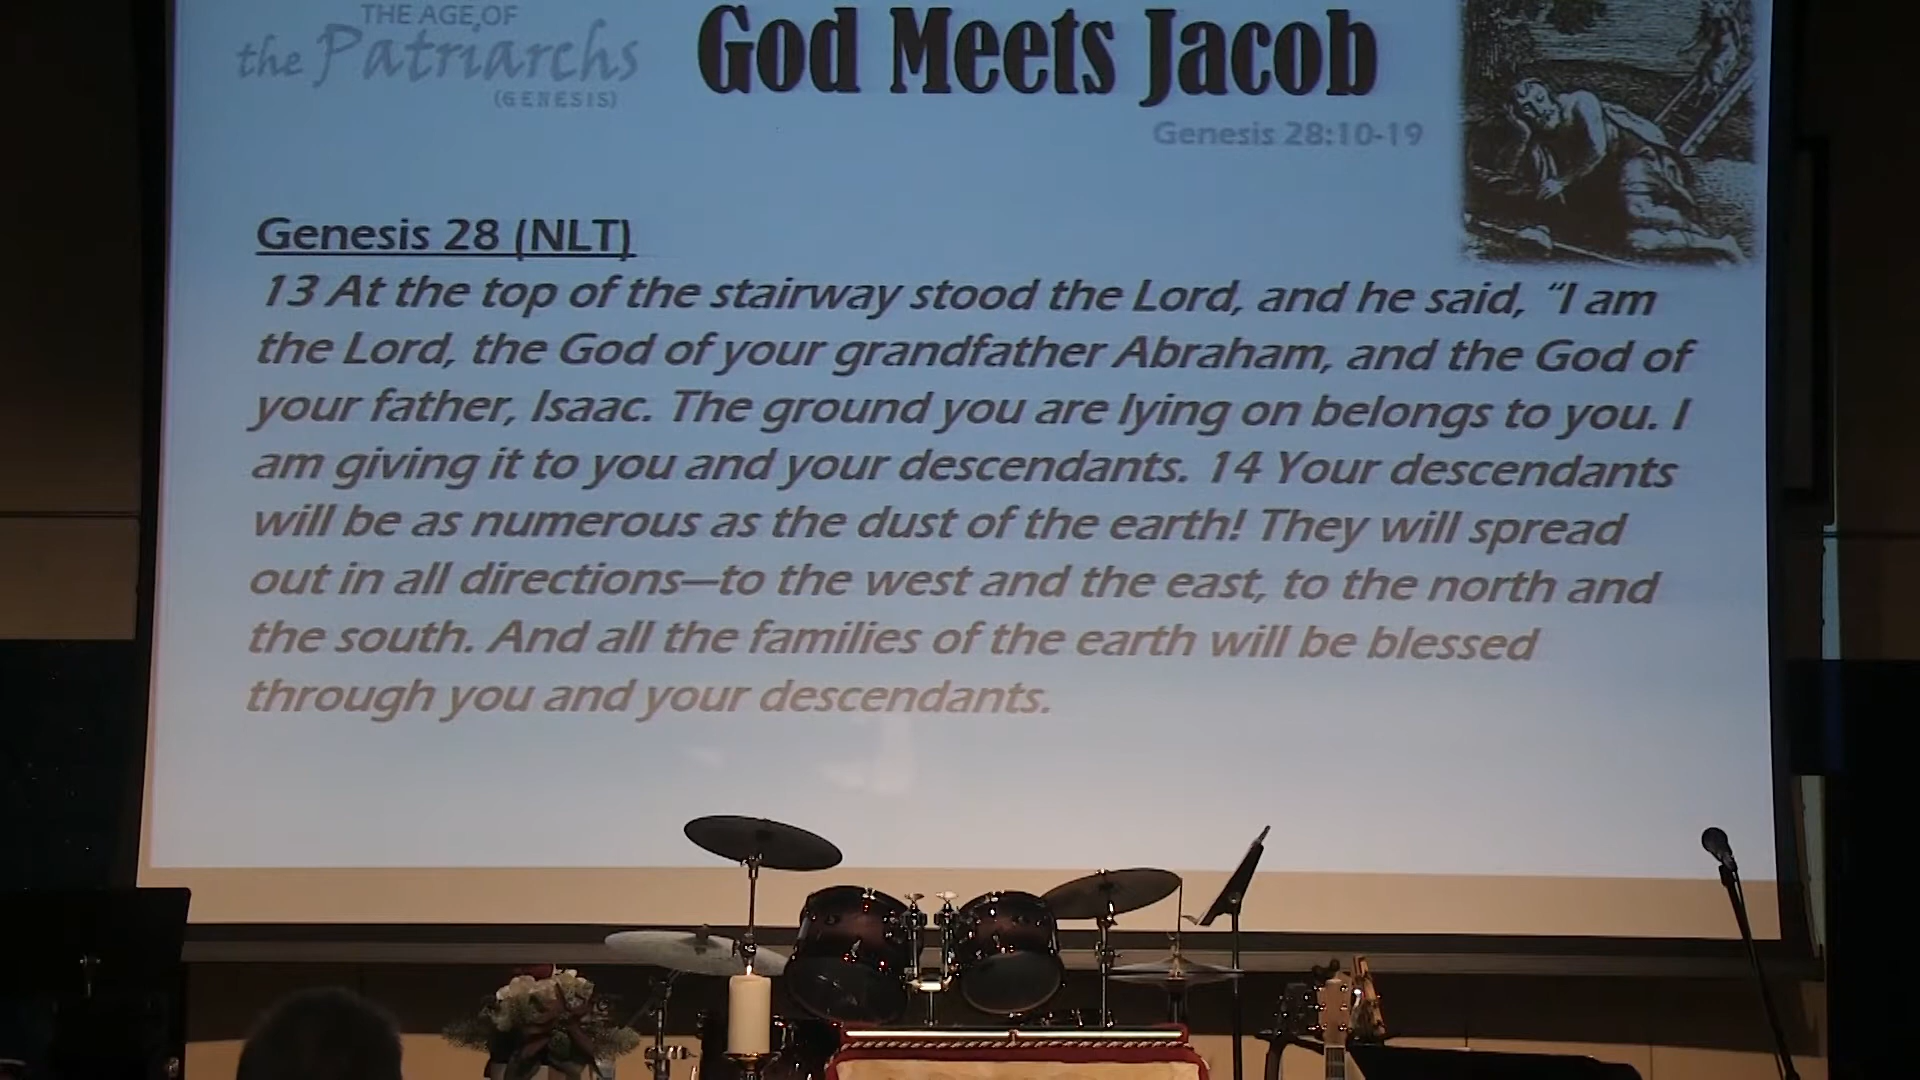 THE AGE OF
the Patriarchs
(GENESIS)
God Meets Jacob
Genesis 28:10-19
Genesis 28 (NLT)
13 At the top of the stairway stood the Lord, and he said, “I am
the Lord, the God of your grandfather Abraham, and the God of
your father, Isaac. The ground you are lying on belongs to you. I
am giving it to you and your descendants. 14 Your descendants
will be as numerous as the dust of the earth! They will spread
out in all directions—to the west and the east, to the north and
the south. And all the families of the earth will be blessed
through you and your descendants.